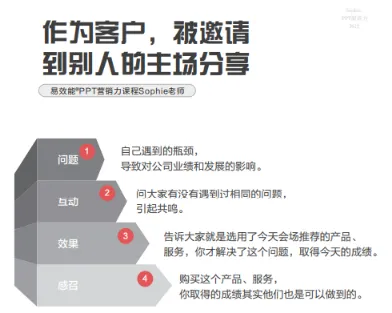 作为客户，被邀请
到别人的主场分享
易效能®PPT营销力课程Sophie老师
问题
1
自己遇到的瓶颈，
导致对公司业绩和发展的影响。
互动
2
问大家有没有遇到过相同的问题，
引起共鸣。
效果
3
告诉大家就是选用了今天会场推荐的产品、
服务，你才解决了这个问题，取得今天的成绩。
感召
4
购买这个产品、服务，
你取得的成绩其实他们也是可以做到的。